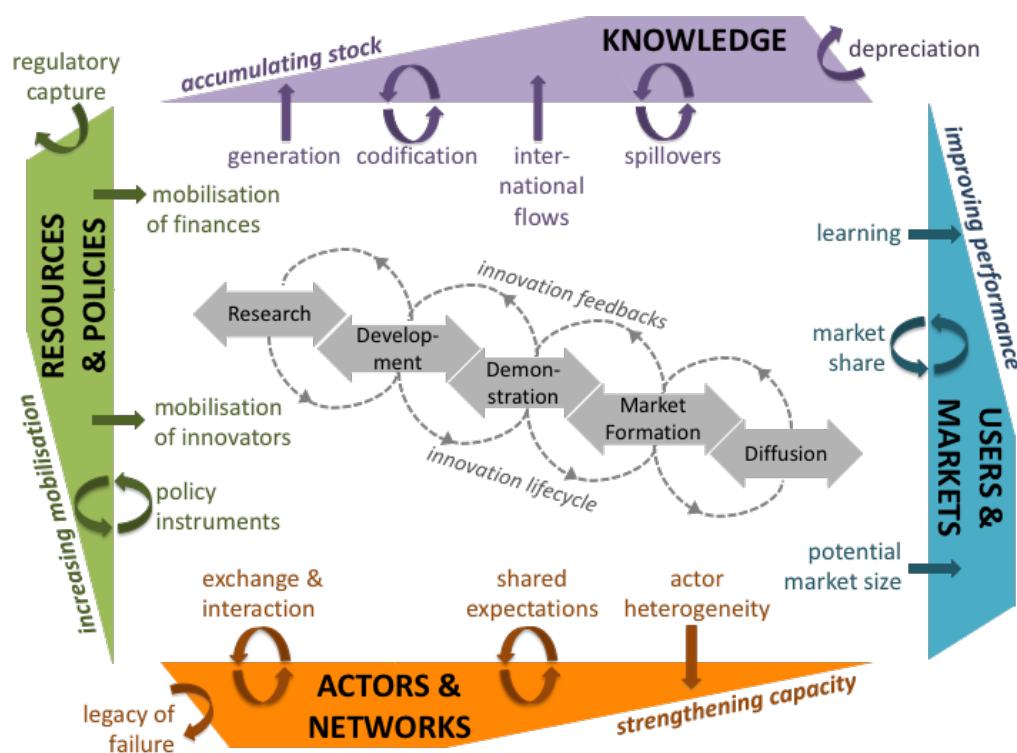 KNOWLEDGE
accumulating stock
depreciation
regulatory
capture
generation
codification
inter-
national
flows
spillovers
RESOURCES
& POLICIES
increasing mobilisation
mobilisation
of finances
mobilisation
of innovators
policy
instruments
innovation feedbacks
Research
Develop-
ment
Demon-
stration
Market
Formation
Diffusion
innovation lifecycle
improving performance
learning
market
share
USERS &
MARKETS
potential
market size
exchange &
interaction
shared
expectations
actor
heterogeneity
ACTORS &
NETWORKS
strengthening capacity
legacy of
failure